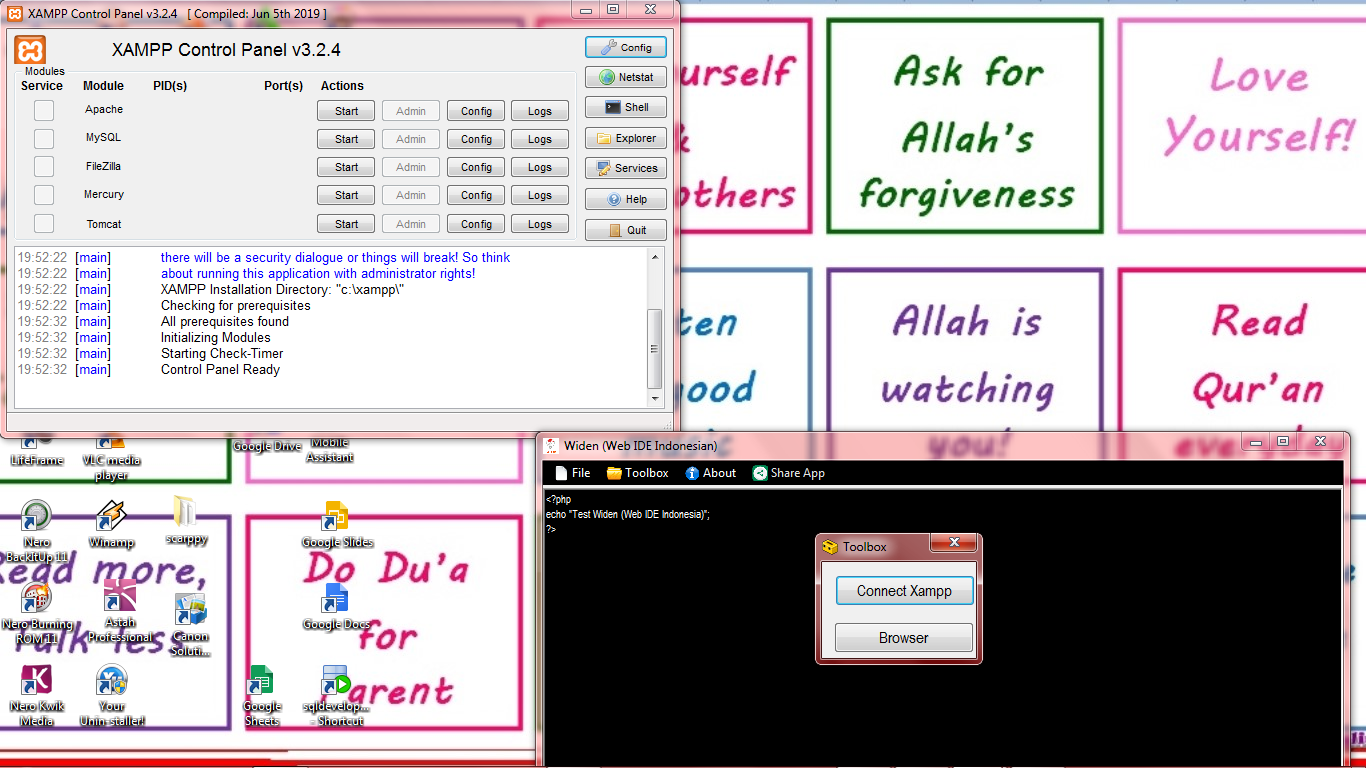 XAMPP Control Panel v3.2.4 [ Compiled: Jun 5th 2019 ]
XAMPP Control Panel v3.2.4
Config
Modules
Service Module PID(s) Port(s) Actions
Netstat
Apache Start Admin Config Logs
Shell
MySQL Start Admin Config Logs
Explorer
FileZilla Start Admin Config Logs
Services
Mercury Start Admin Config Logs
Help
Tomcat Start Admin Config Logs
Quit
19:52:22 [main] there will be a security dialogue or things will break! So think
19:52:22 [main] about running this application with administrator rights!
19:52:22 [main] XAMPP Installation Directory: "c:\xampp\"
19:52:22 [main] Checking for prerequisites
19:52:32 [main] All prerequisites found
19:52:32 [main] Initializing Modules
19:52:32 [main] Starting Check-Timer
19:52:32 [main] Control Panel Ready
urself
&
others
Ask for
Allah's
forgiveness
Love
Yourself!
ten
good
Allah is
watching
you!
Read
Qur'an
everyday
LifeFrame
VLC media
player
Google Drive
Mobile
Assistant
Nero
BackItUp 11
Winamp
scarppy
Google Slides
Read more,
Talk less
Do Du'a
for
Parent
Nero Burning
ROM 11
Astah
Professional
Canon
Soluti...
Google Docs
Nero Kwik
Media
Your
Unin-staller!
Google
Sheets
sqldevelop...
- Shortcut
Widen (Web IDE Indonesian)
File Toolbox About Share App
<?php
echo "Test Widen (Web IDE Indonesia)";
?>
Toolbox
Connect Xampp
Browser